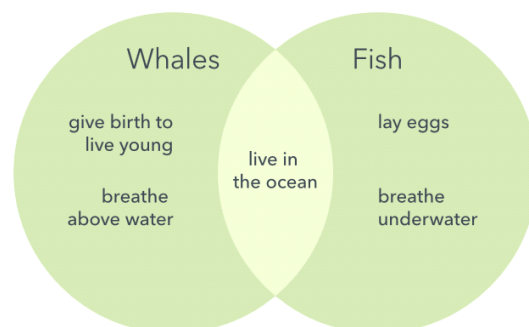 Whales
give birth to
live young
breathe
above water
live in
the ocean
Fish
lay eggs
breathe
underwater